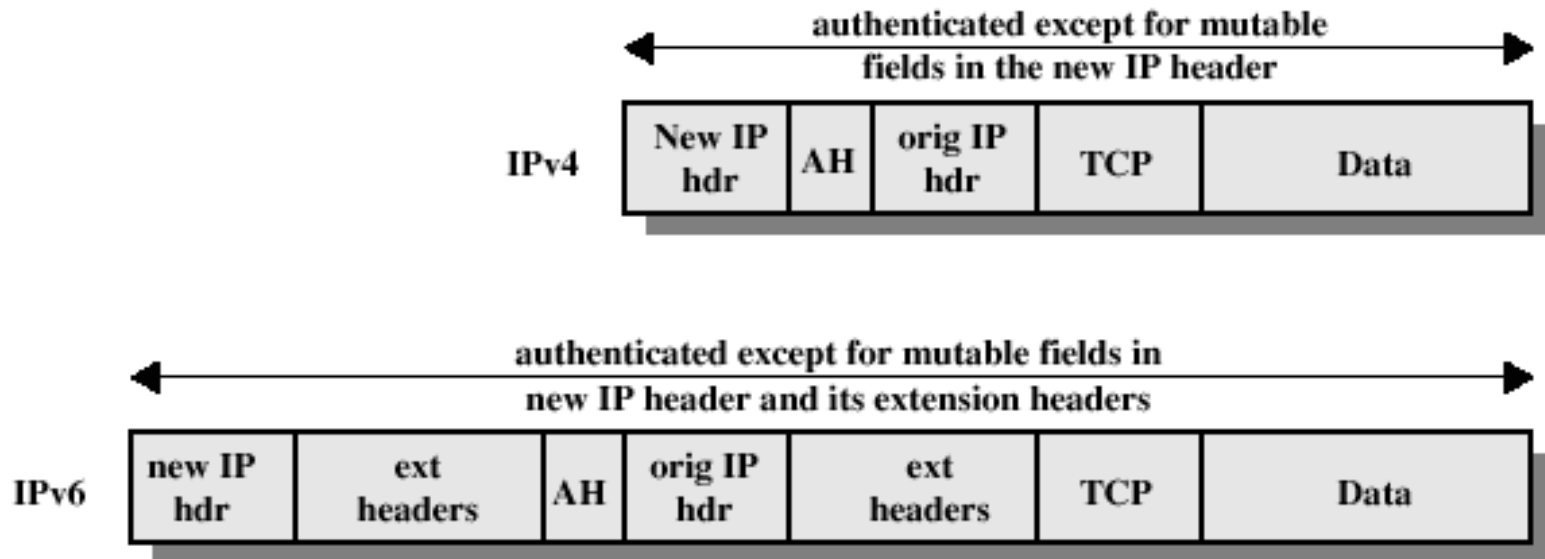 authenticated except for mutable
fields in the new IP header
IPv4
New IP
hdr
AH
orig IP
hdr
TCP
Data
authenticated except for mutable fields in
new IP header and its extension headers
IPv6
new IP
hdr
ext
headers
AH
orig IP
hdr
ext
headers
TCP
Data